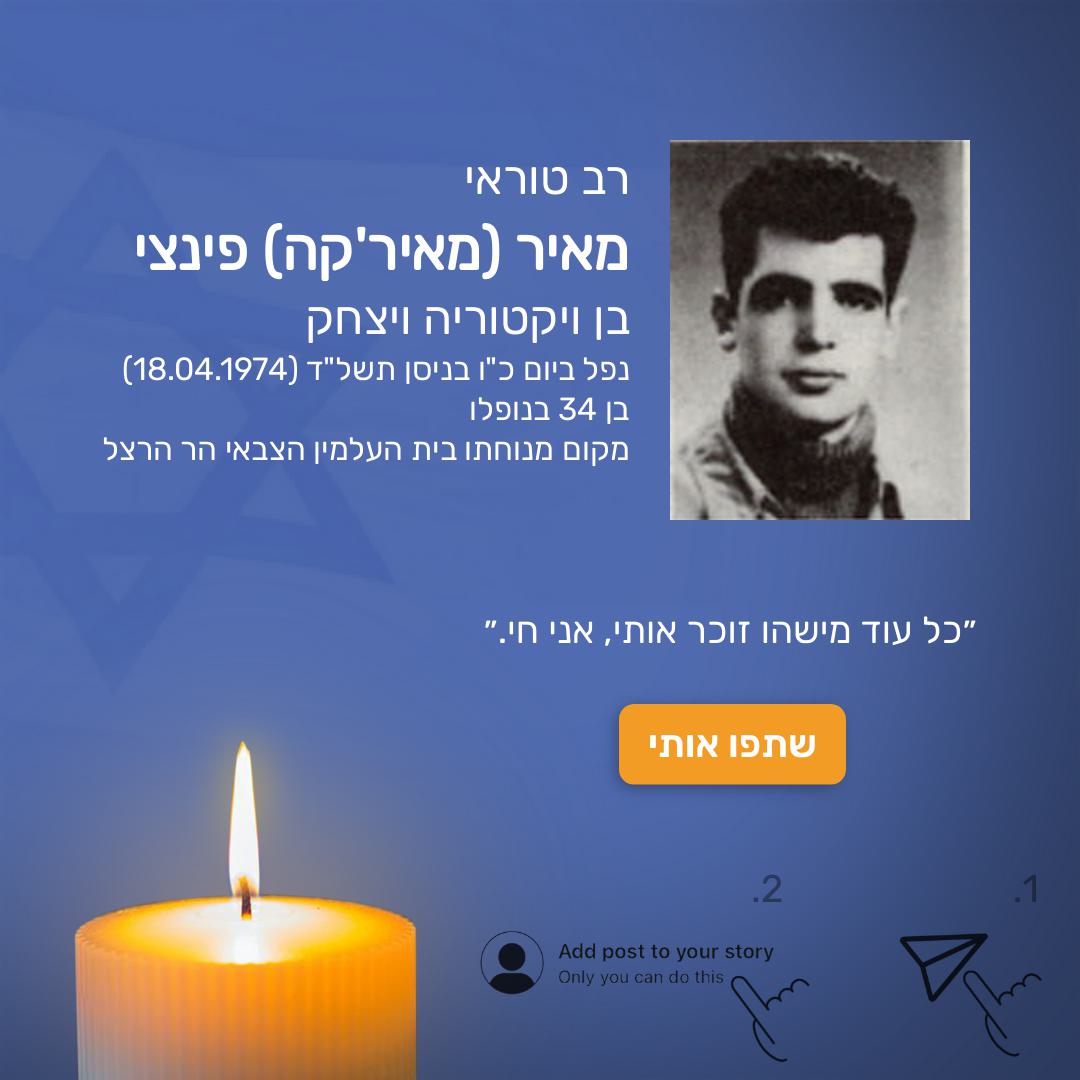 רב טוראי
מאיר (מאיר'קה) פינצי
בן ויקטוריה ויצחק
נפל ביום כ"ו בניסן תשל"ד (18.04.1974)
בן 34 בנופלו
מקום מנוחתו בית העלמין הצבאי הר הרצל
״כל עוד מישהו זוכר אותי, אני חי.״
שתפו אותי
1.
2.
Add post to your story
Only you can do this